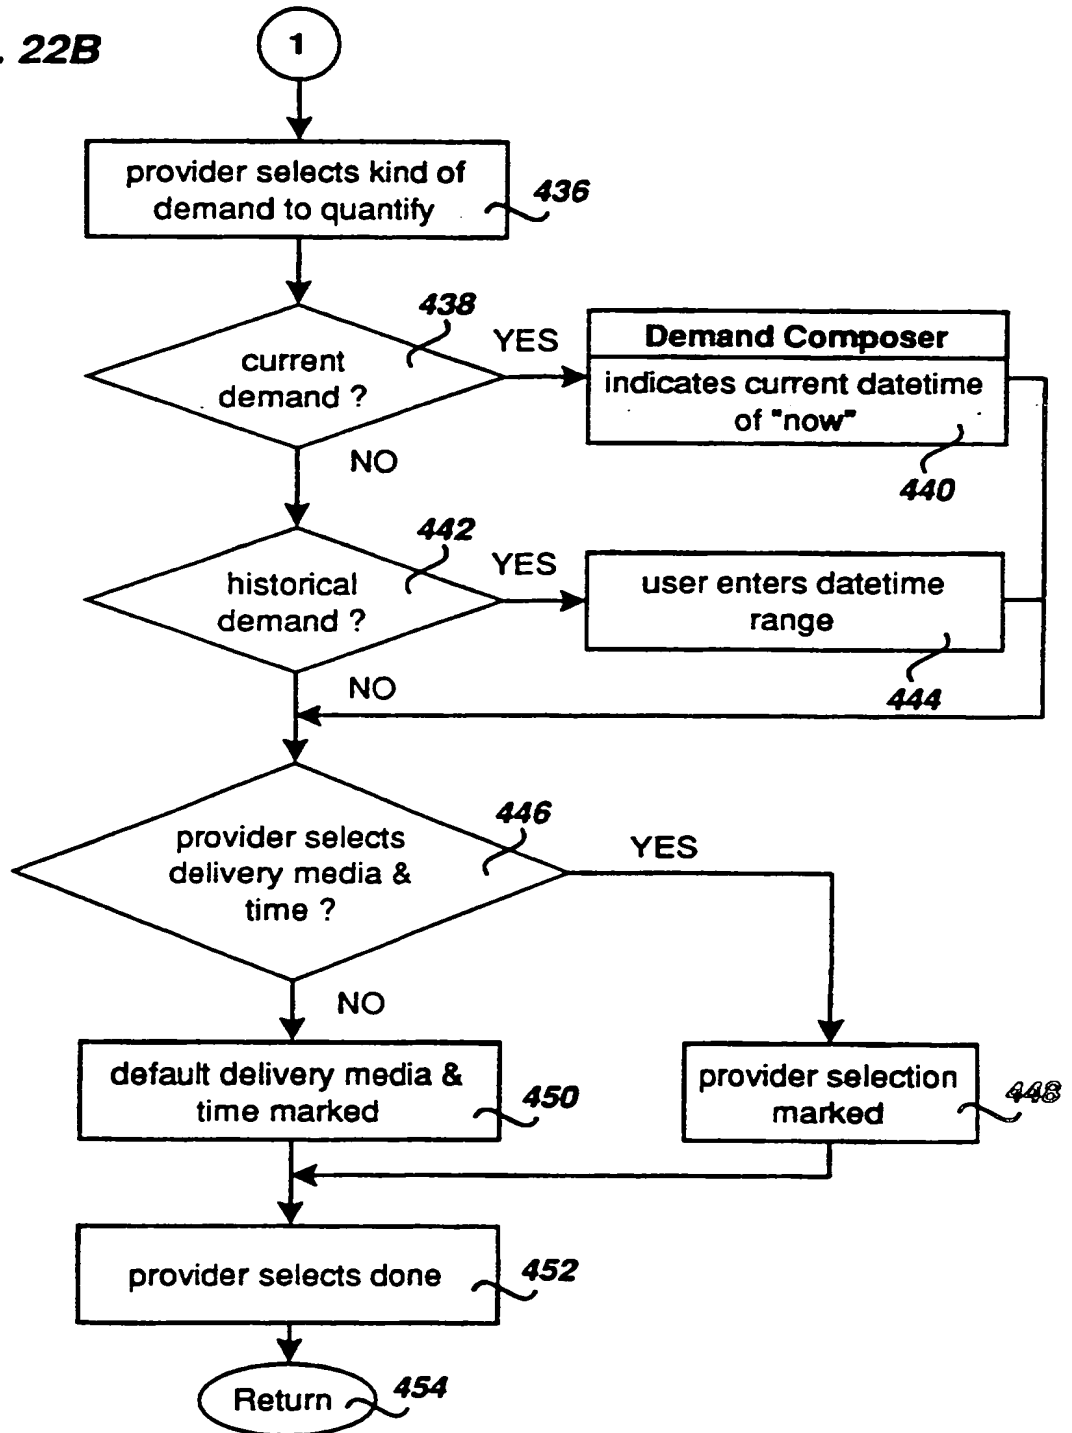 . 22B
1
provider selects kind of
demand to quantify
436
438
current
demand ?
YES
NO
Demand Composer
indicates current datetime
of "now"
440
442
historical
demand ?
YES
NO
user enters datetime
range
444
446
provider selects
delivery media &
time ?
YES
NO
default delivery media &
time marked
450
provider selection
marked
448
provider selects done
452
Return
454